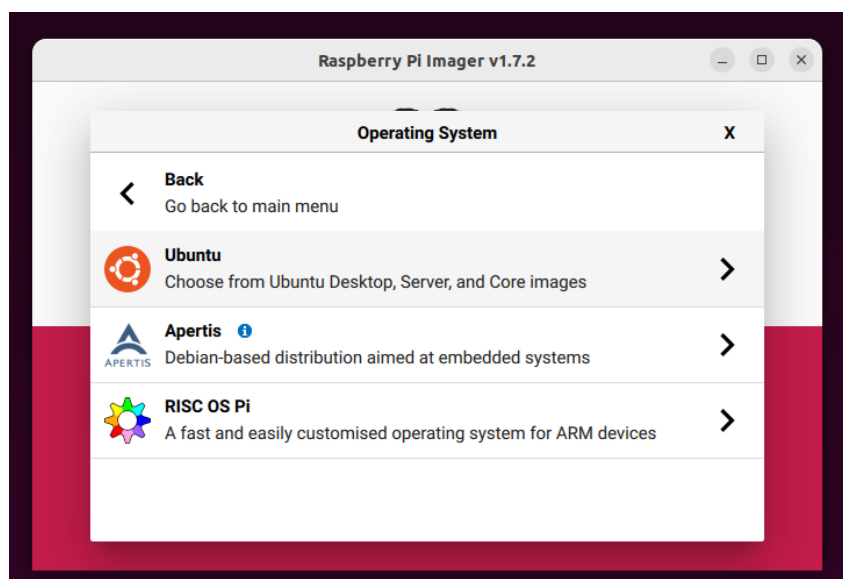 Raspberry Pi Imager v1.7.2
Operating System
X
Back
Go back to main menu
Ubuntu
Choose from Ubuntu Desktop, Server, and Core images
APERTIS
Apertis
Debian-based distribution aimed at embedded systems
RISC OS Pi
A fast and easily customised operating system for ARM devices